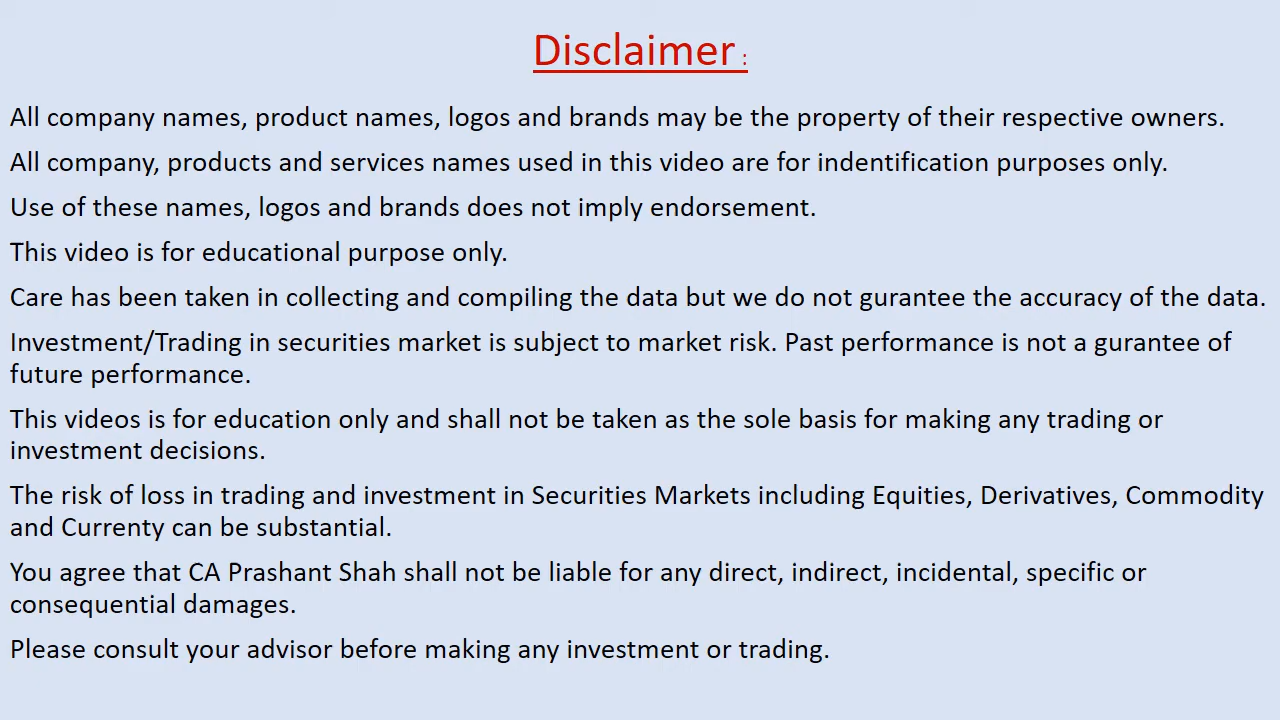 Disclaimer :
All company names, product names, logos and brands may be the property of their respective owners.
All company, products and services names used in this video are for indentification purposes only.
Use of these names, logos and brands does not imply endorsement.
This video is for educational purpose only.
Care has been taken in collecting and compiling the data but we do not gurantee the accuracy of the data.
Investment/Trading in securities market is subject to market risk. Past performance is not a gurantee of
future performance.
This videos is for education only and shall not be taken as the sole basis for making any trading or
investment decisions.
The risk of loss in trading and investment in Securities Markets including Equities, Derivatives, Commodity
and Currenty can be substantial.
You agree that CA Prashant Shah shall not be liable for any direct, indirect, incidental, specific or
consequential damages.
Please consult your advisor before making any investment or trading.